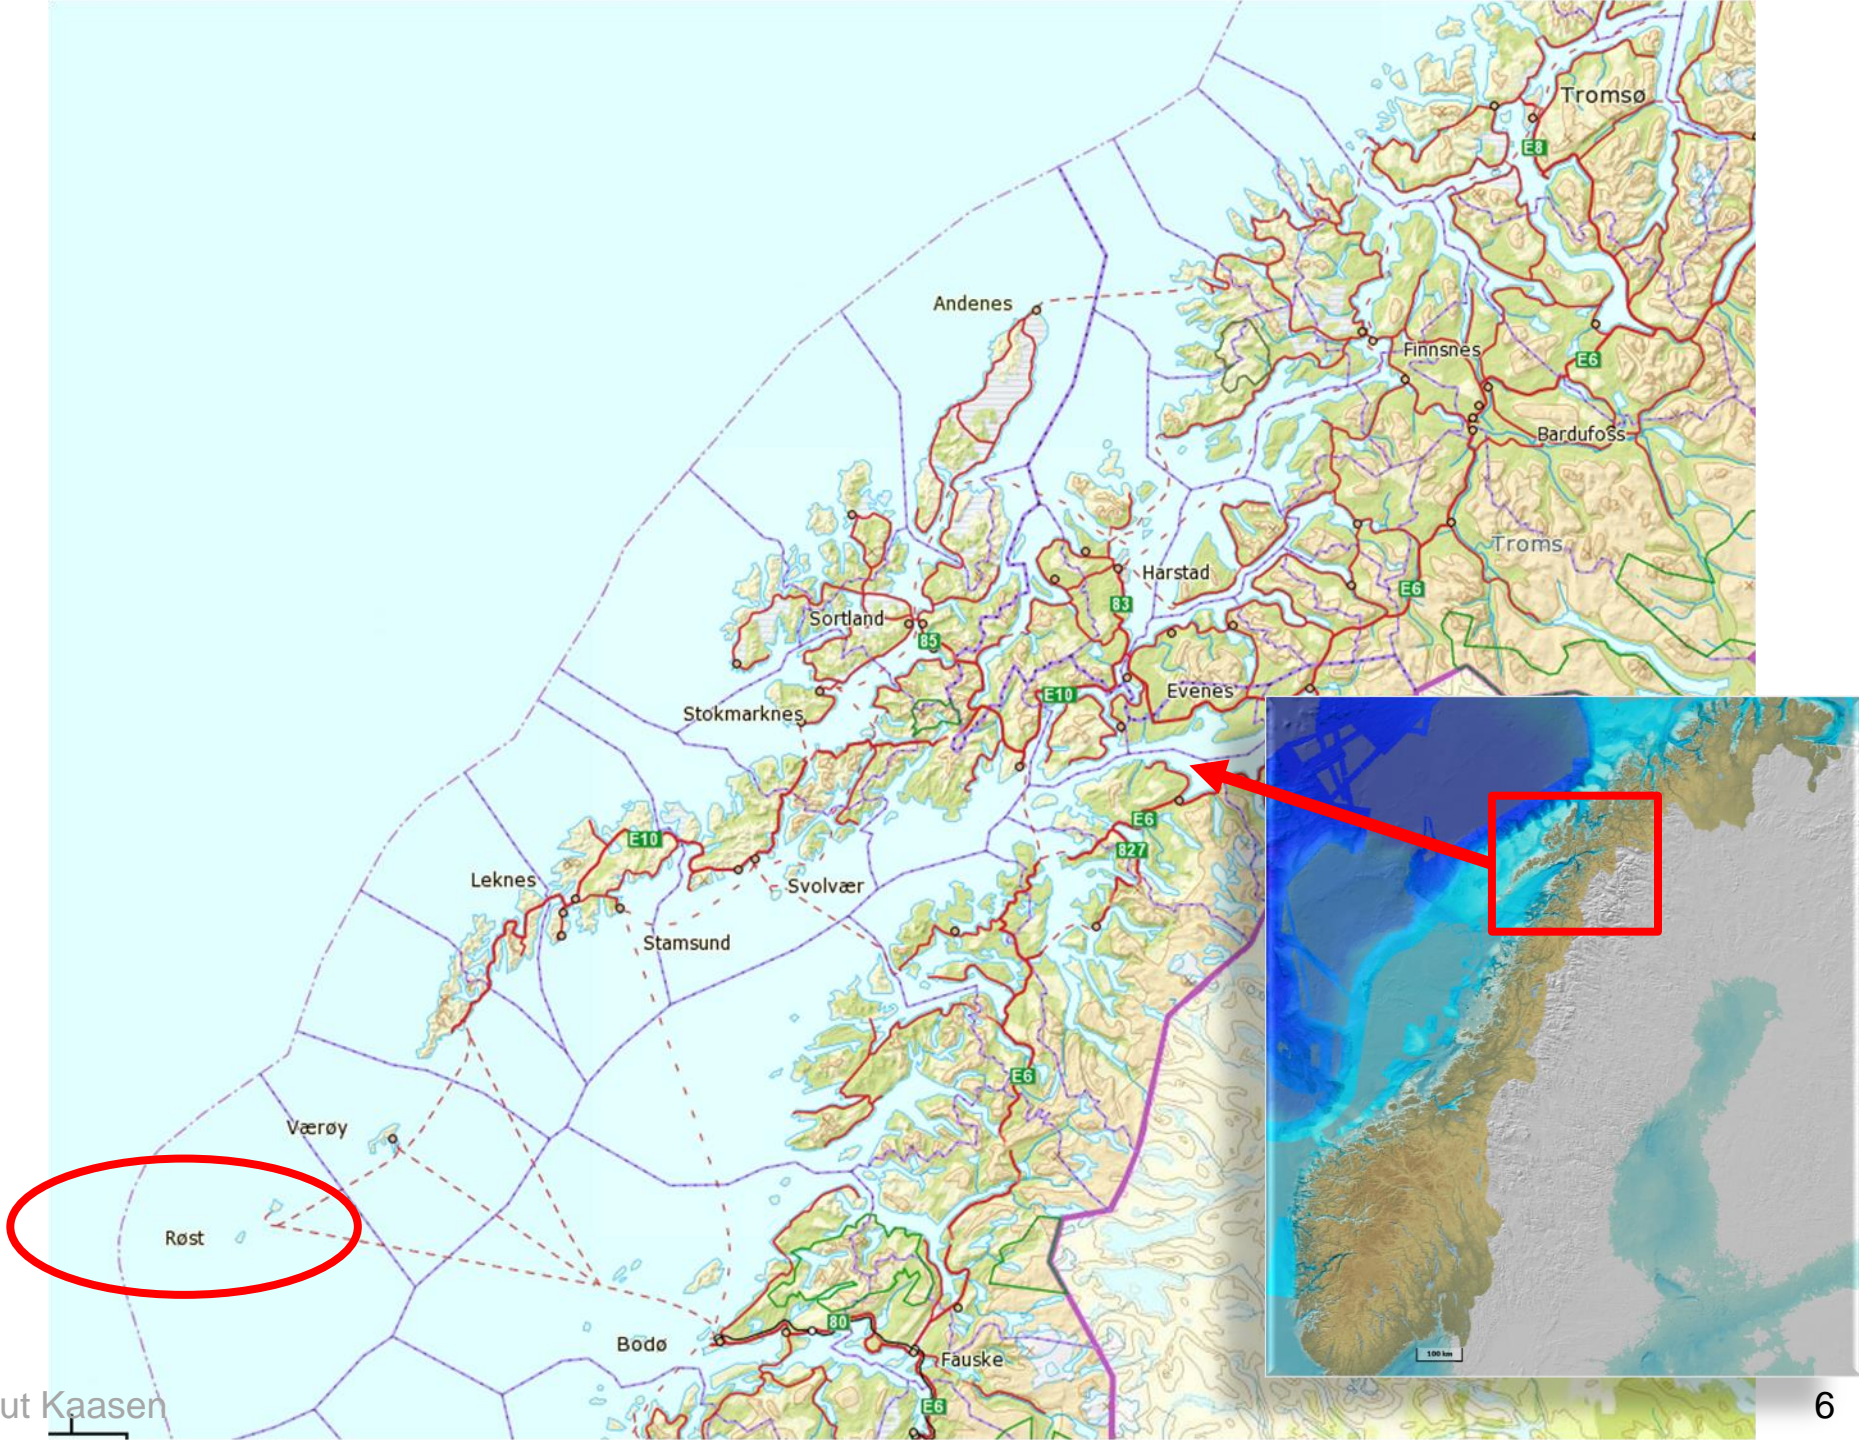 Tromsø
E8
Andenes
Finnsnes
E6
Bardufoss
Troms
Harstad
E6
83
Sortland
85
Evenes
E10
Stokmarknes
E6
827
E10
Leknes
Svolvær
Stamsund
E6
Værøy
Røst
80
Bodø
Fauske
E6
100 km
ut Kaasen
6